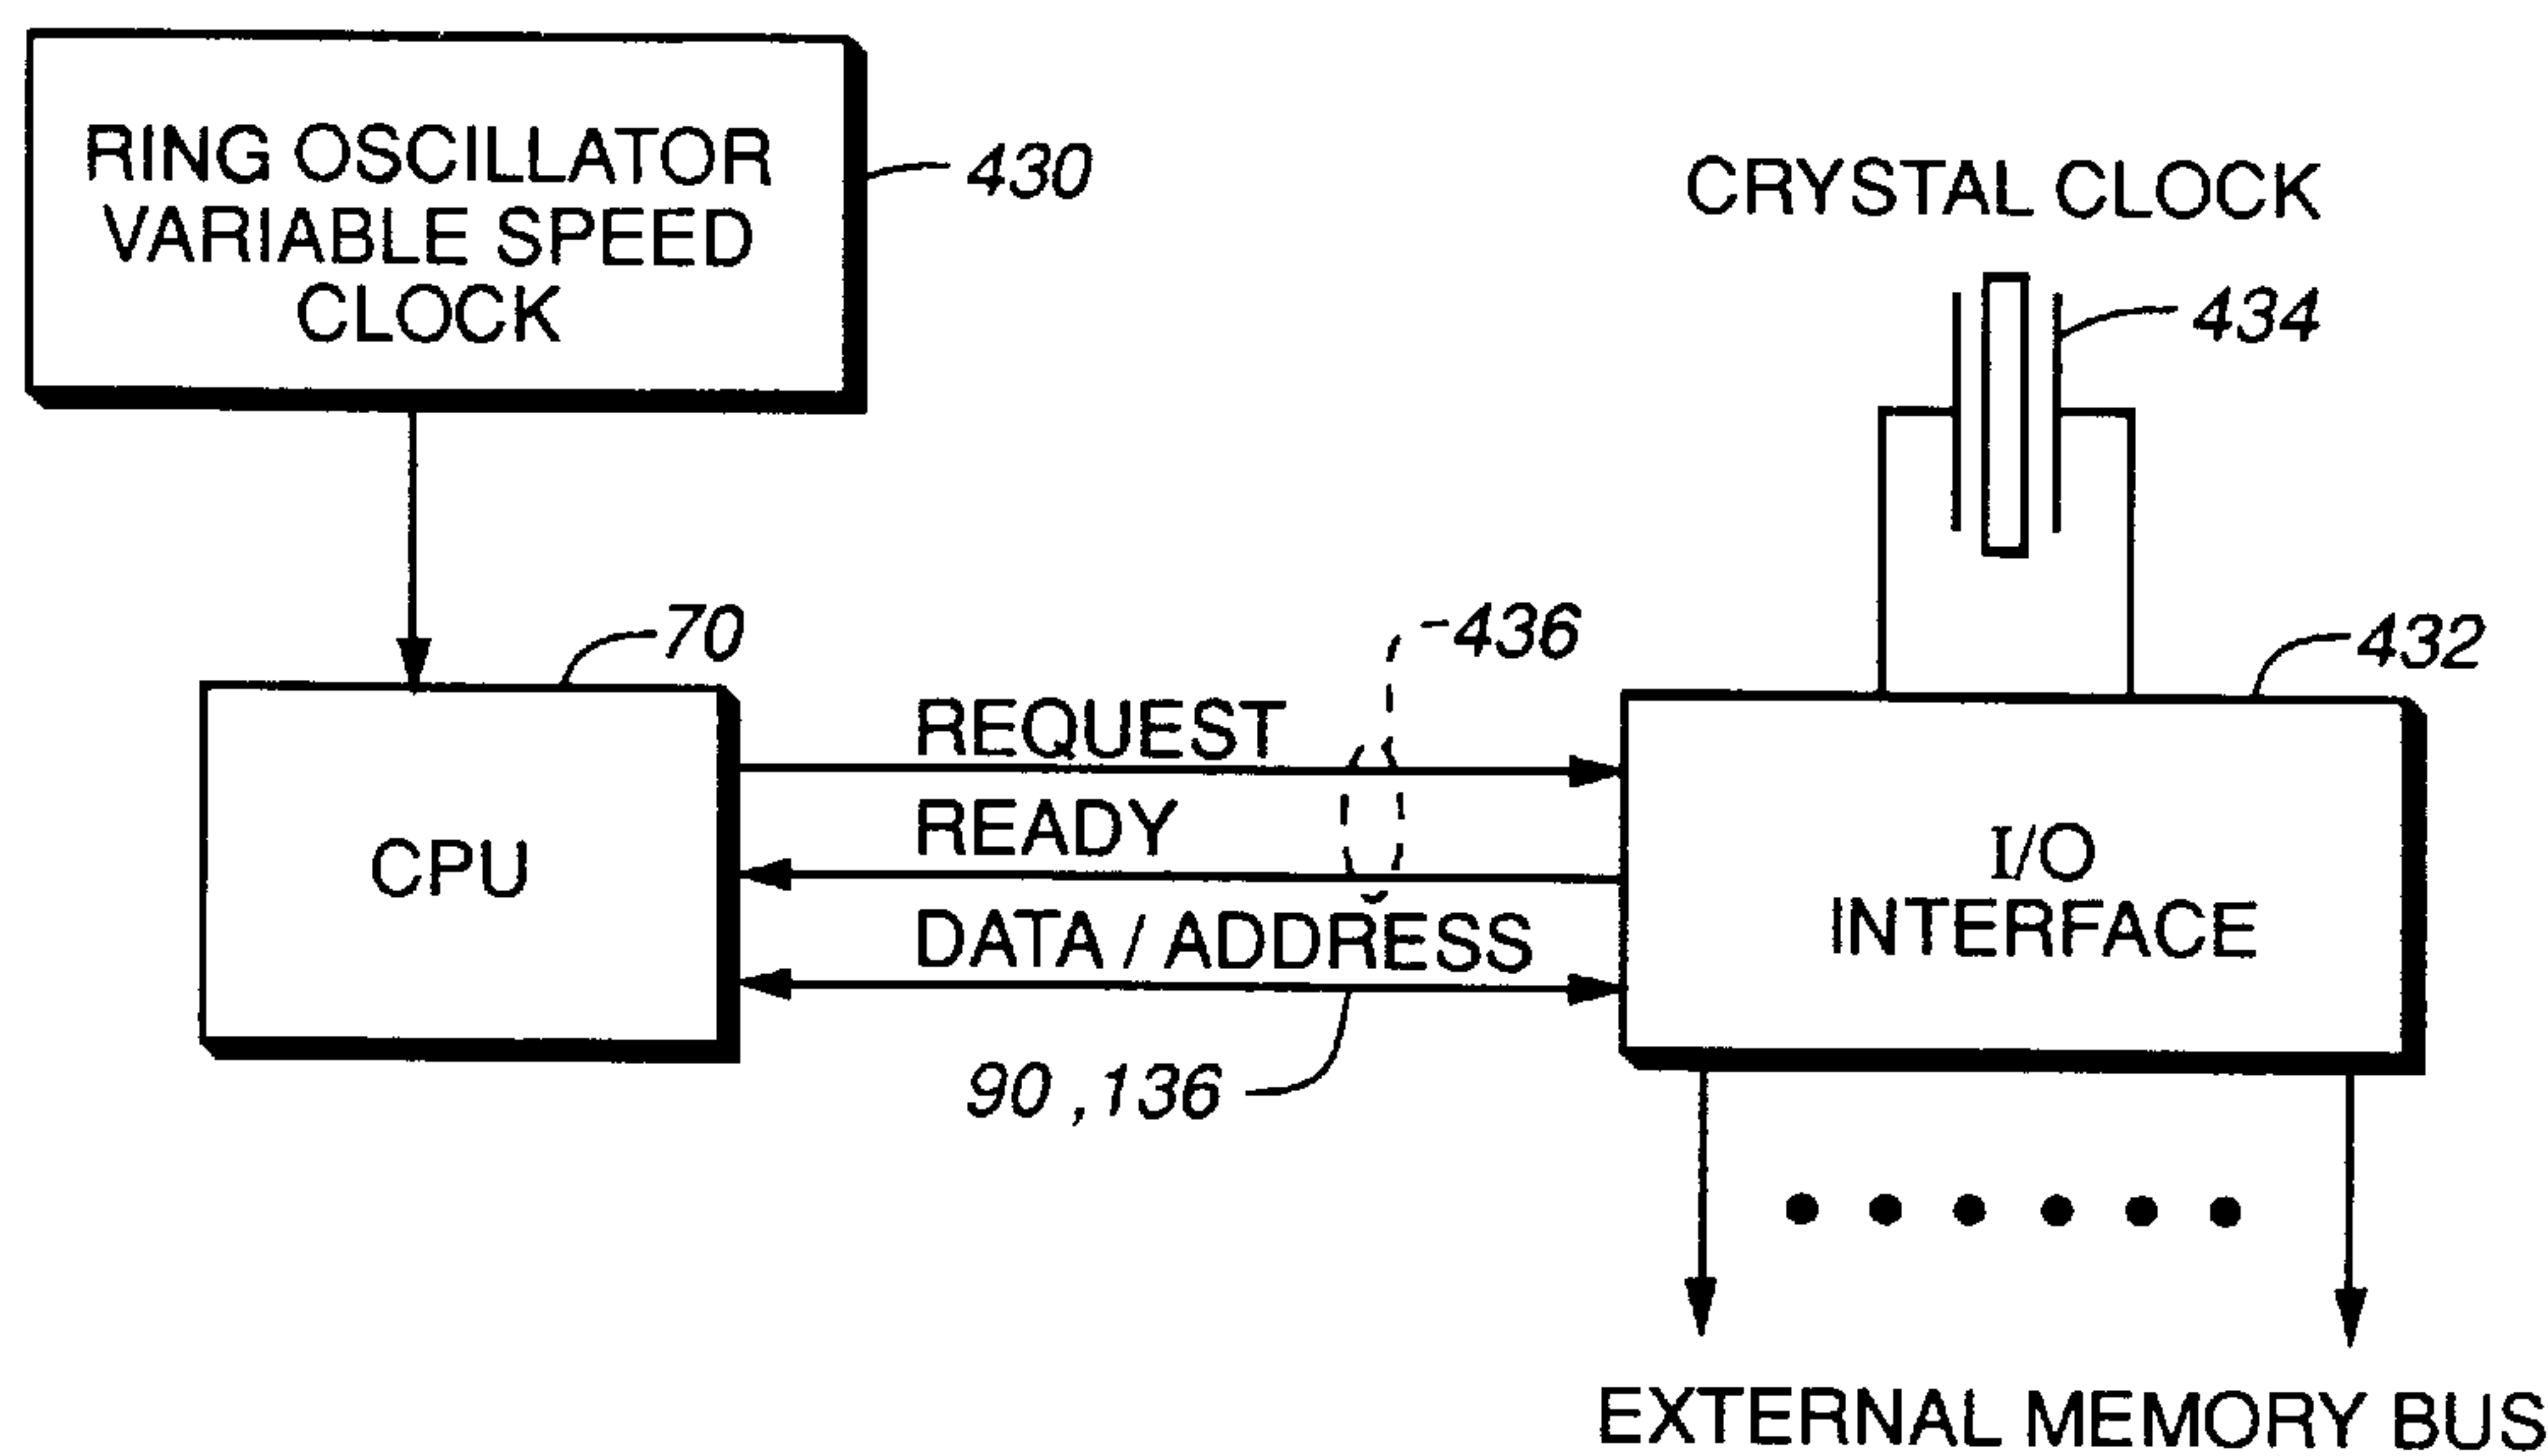 RING OSCILLATOR
VARIABLE SPEED
CLOCK
430
CRYSTAL CLOCK
434
70
436
432
REQUEST
READY
DATA / ADDRESS
CPU
I/O
INTERFACE
90 ,136
EXTERNAL MEMORY BUS